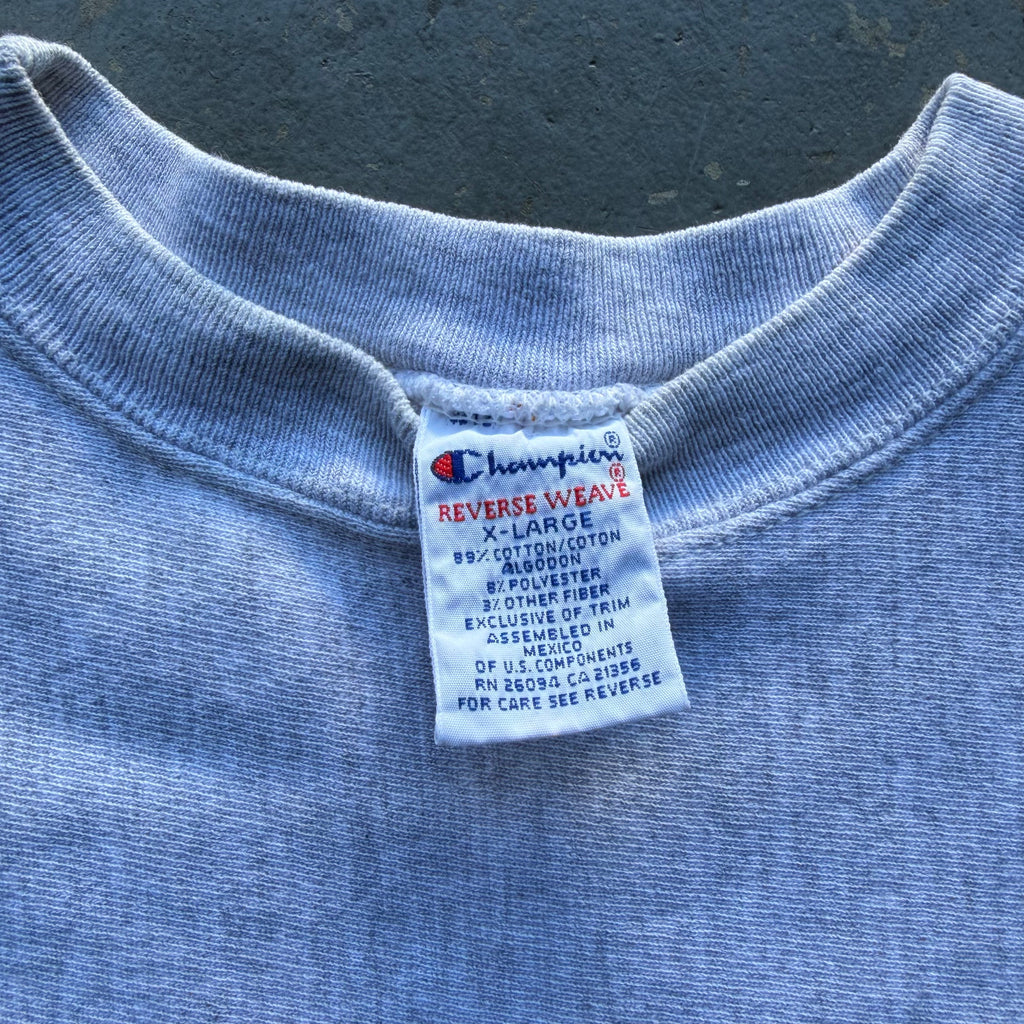 Champion®
REVERSE WEAVE®
X-LARGE
89% COTTON/COTON
ALGODON
8% POLYESTER
3% OTHER FIBER
EXCLUSIVE OF TRIM
ASSEMBLED IN
MEXICO
OF U.S. COMPONENTS
RN 26094 CA 21356
FOR CARE SEE REVERSE